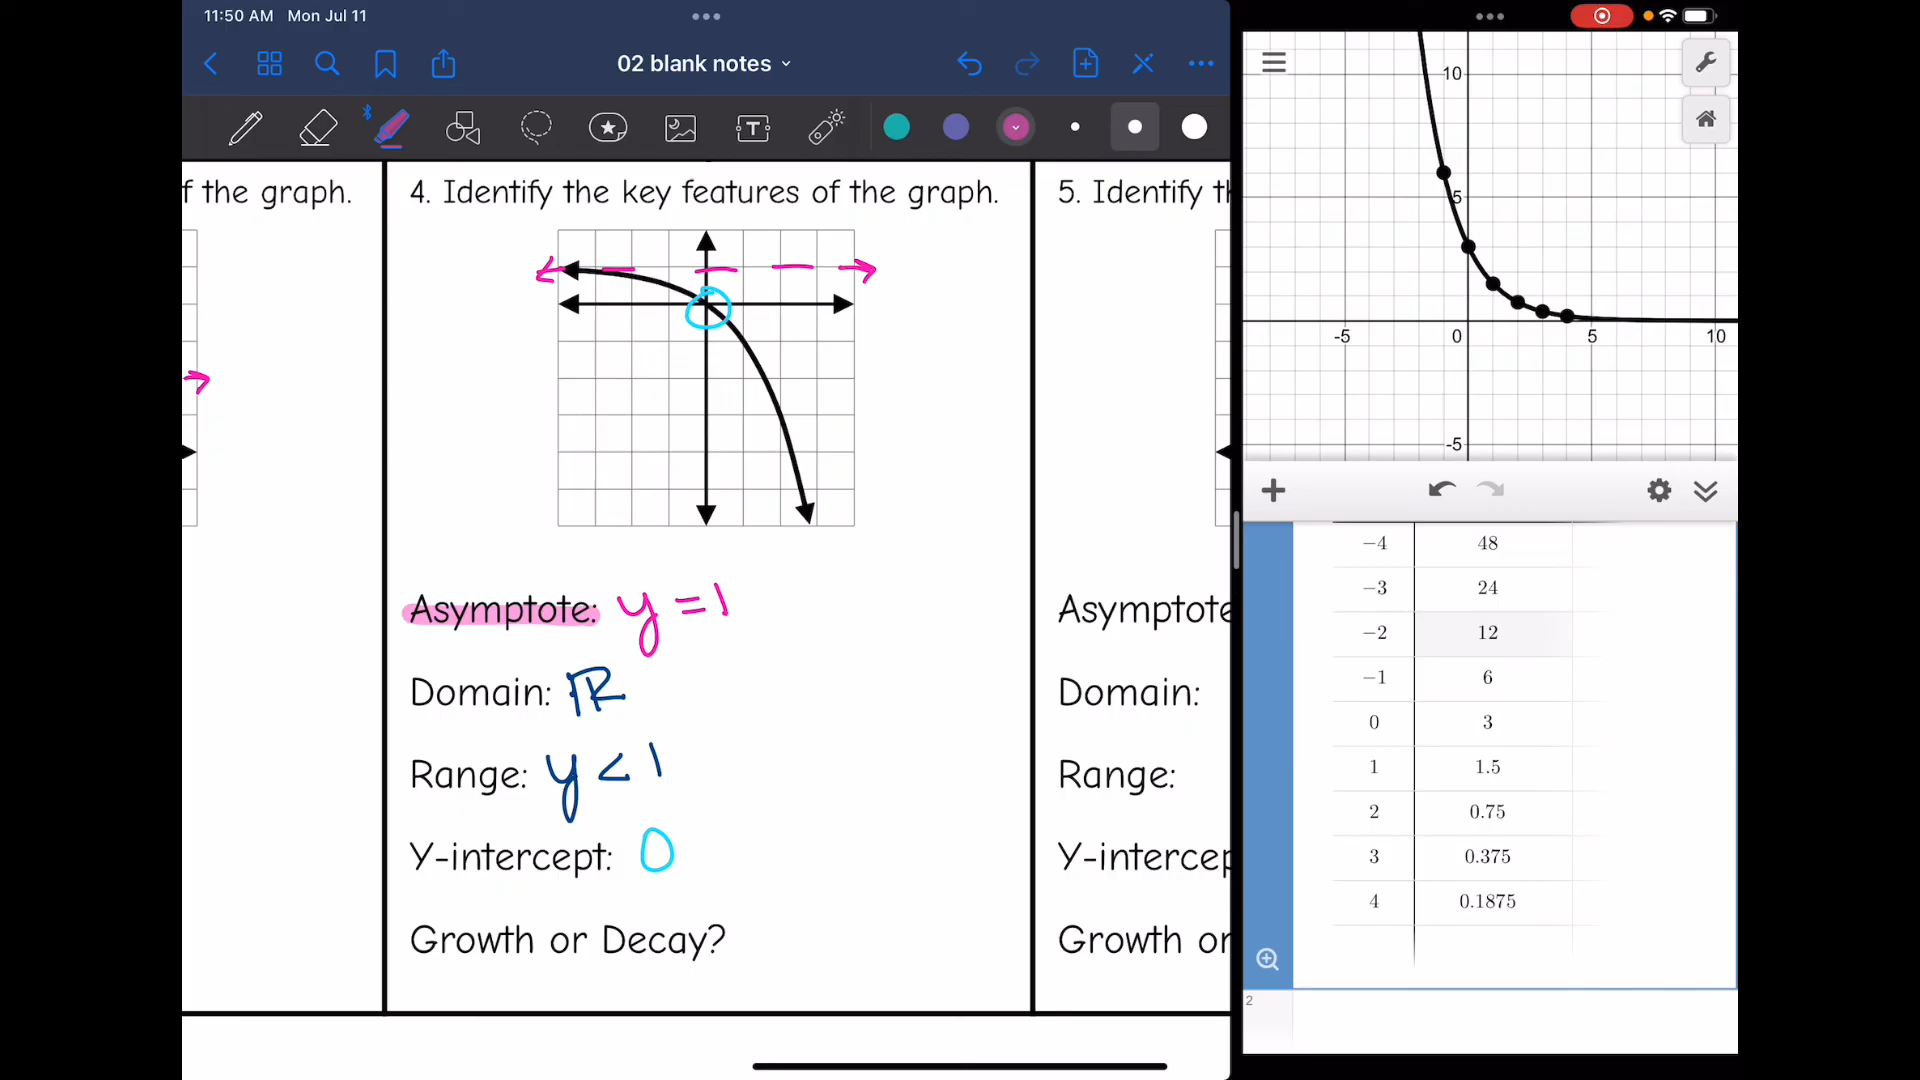 11:50 AM Mon Jul 11
02 blank notes
T
f the graph.
4. Identify the key features of the graph.
Asymptote: y = 1
Domain: ℝ
Range: y < 1
Y-intercept: 0
Growth or Decay?
5. Identify th
Asymptote
Domain:
Range:
Y-intercep
Growth or
10
5
-5
0
5
10
-5
−4 48
−3 24
−2 12
−1 6
0 3
1 1.5
2 0.75
3 0.375
4 0.1875
2